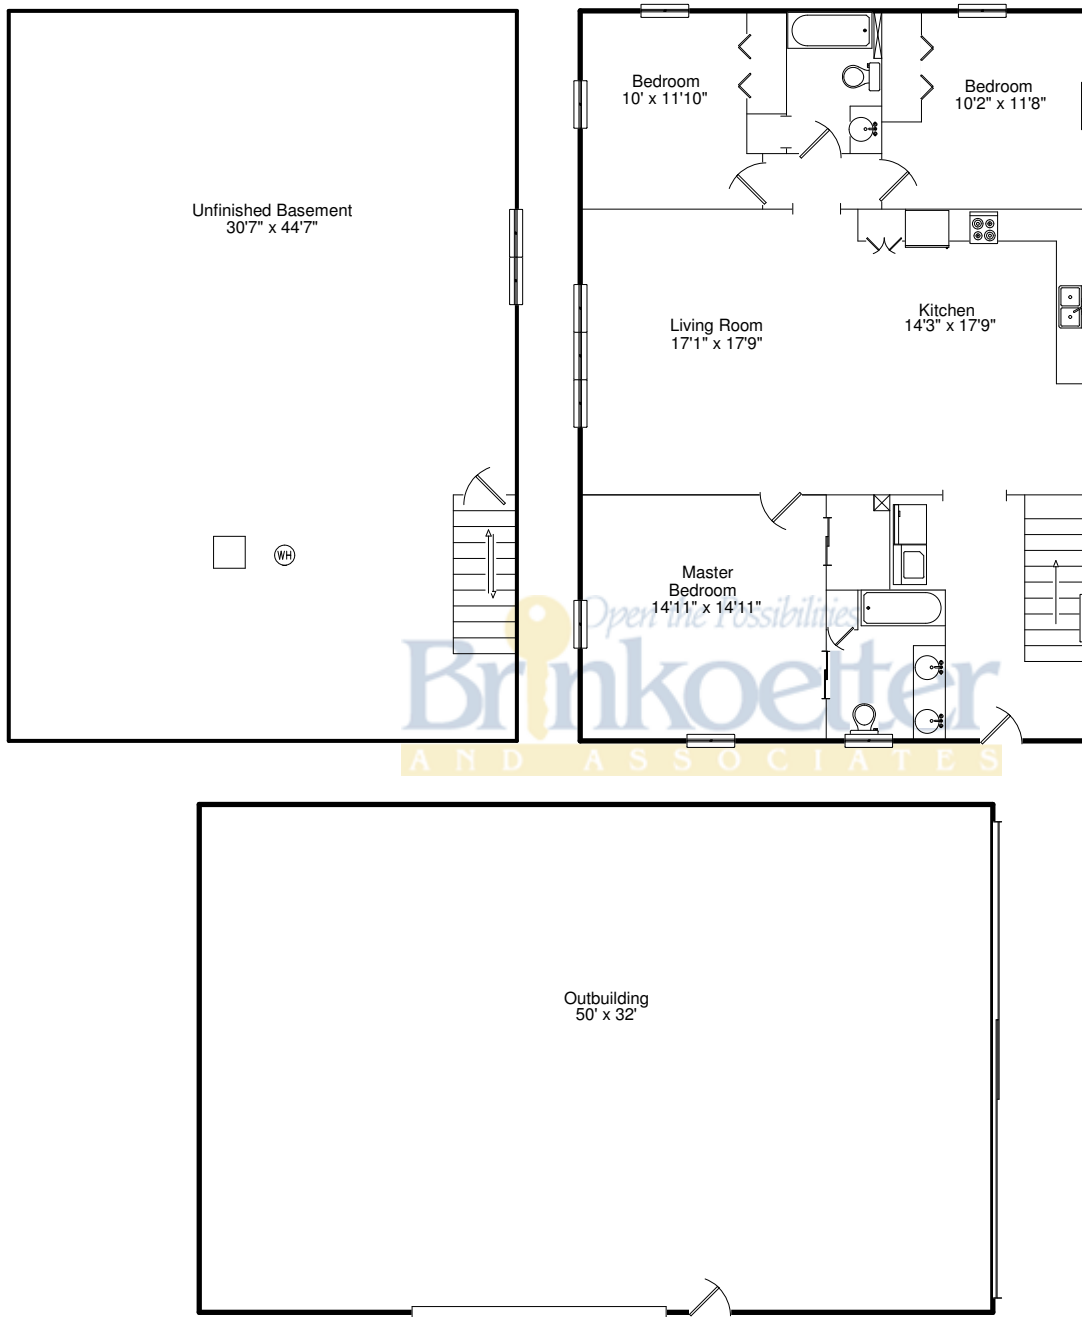 Bedroom
10' x 11'10"
Bedroom
10'2" x 11'8"
Unfinished Basement
30'7" x 44'7"
Living Room
17'1" x 17'9"
Kitchen
14'3" x 17'9"
WH
Master
Bedroom
14'11" x 14'11"
Open the Possibilities
Brinkoetter
AND ASSOCIATES
Outbuilding
50' x 32'